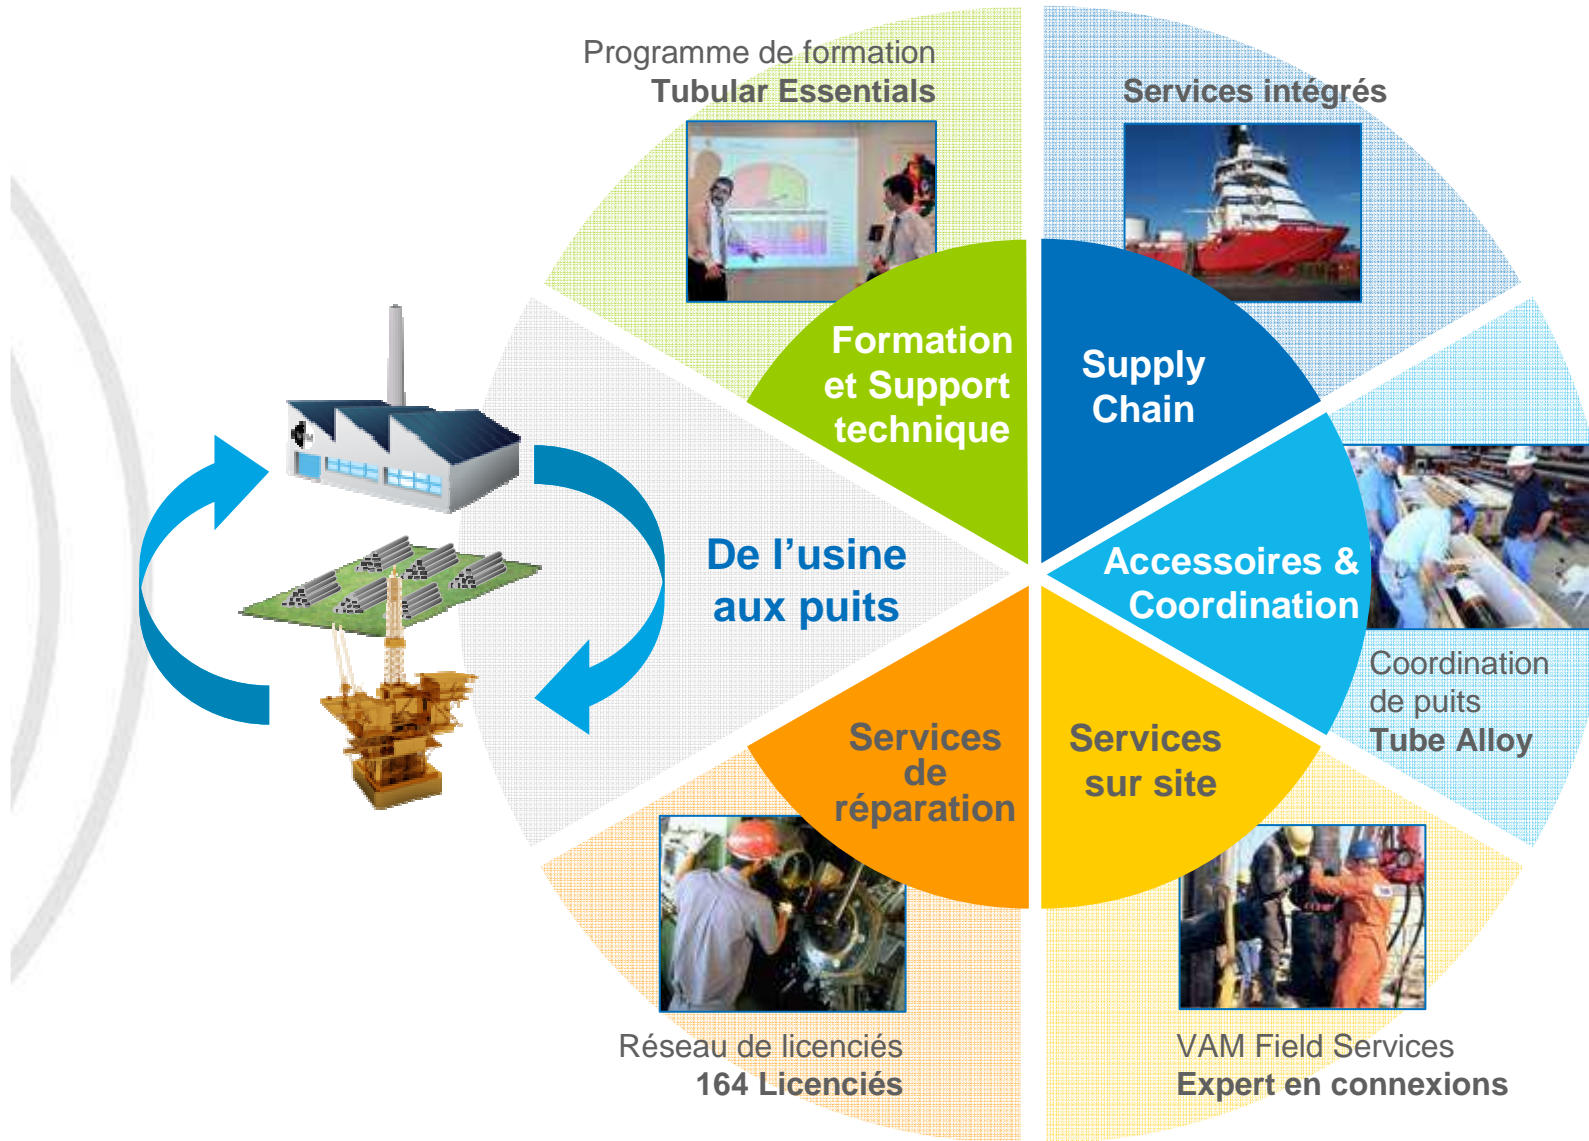 Programme de formation
Tubular Essentials
Services intégrés
Formation
et Support
technique
Supply
Chain
De l’usine
aux puits
Accessoires &
Coordination
Coordination
de puits
Tube Alloy
Services
de
réparation
Services
sur site
Réseau de licenciés
164 Licenciés
VAM Field Services
Expert en connexions